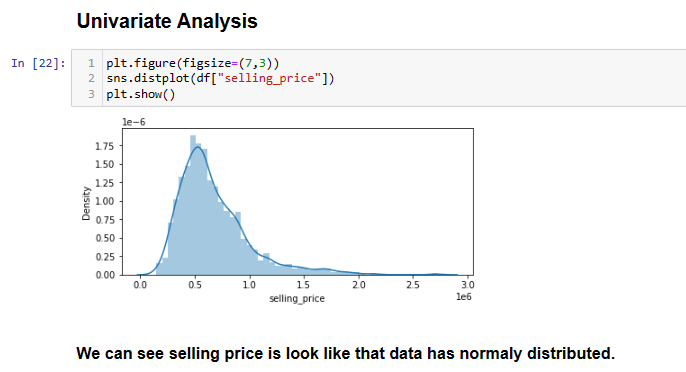 Univariate Analysis
In [22]:
1 plt.figure(figsize=(7,3))
2 sns.distplot(df["selling_price"])
3 plt.show()
1e-6
1.75
1.50
1.25
1.00
0.75
0.50
0.25
0.00
Density
0.0 0.5 1.0 1.5 2.0 2.5 3.0
selling_price
1e6
We can see selling price is look like that data has normaly distributed.